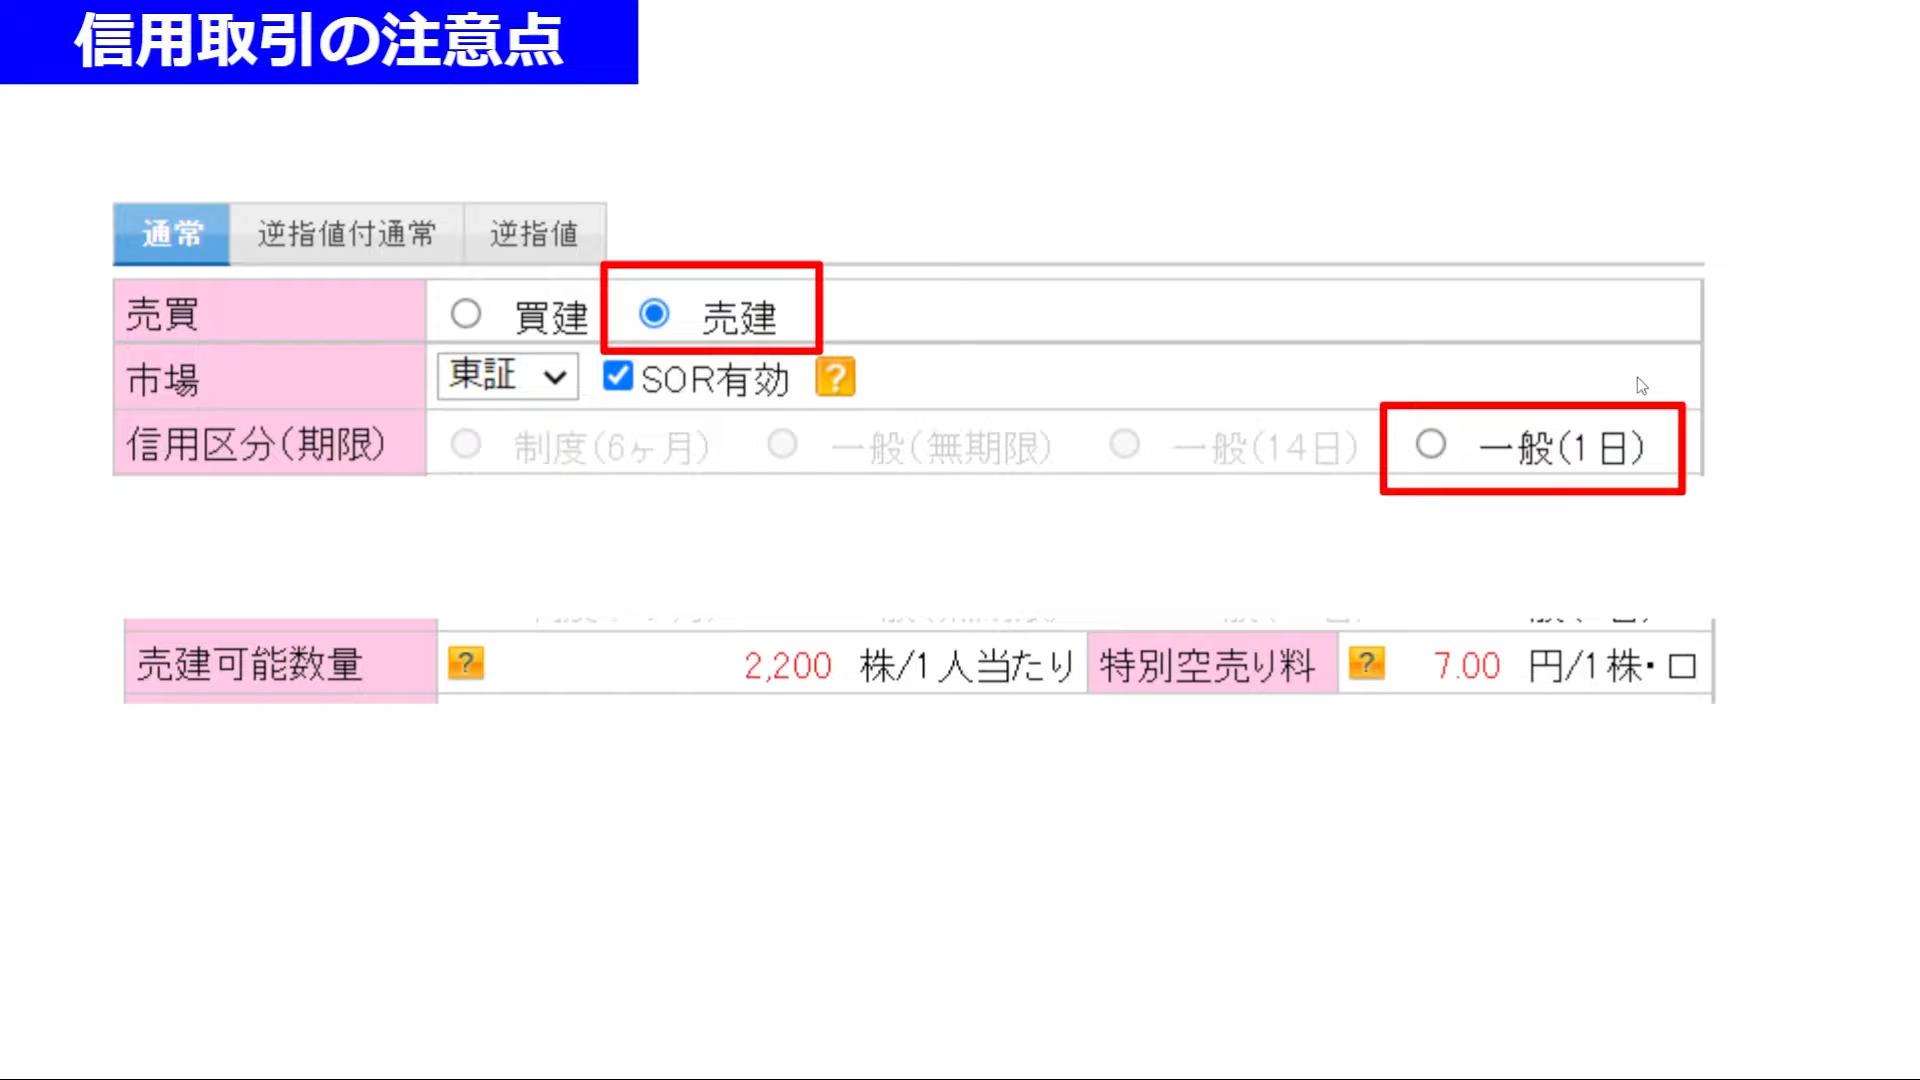 信用取引の注意点
通常 逆指値付通常 逆指値
売買 買建 売建
市場 東証 SOR有効 ?
信用区分(期限) 制度(6ヶ月) 一般(無期限) 一般(14日) 一般(1日)
売建可能数量 ? 2,200 株/1人当たり 特別空売り料 ? 7.00 円/1株・口